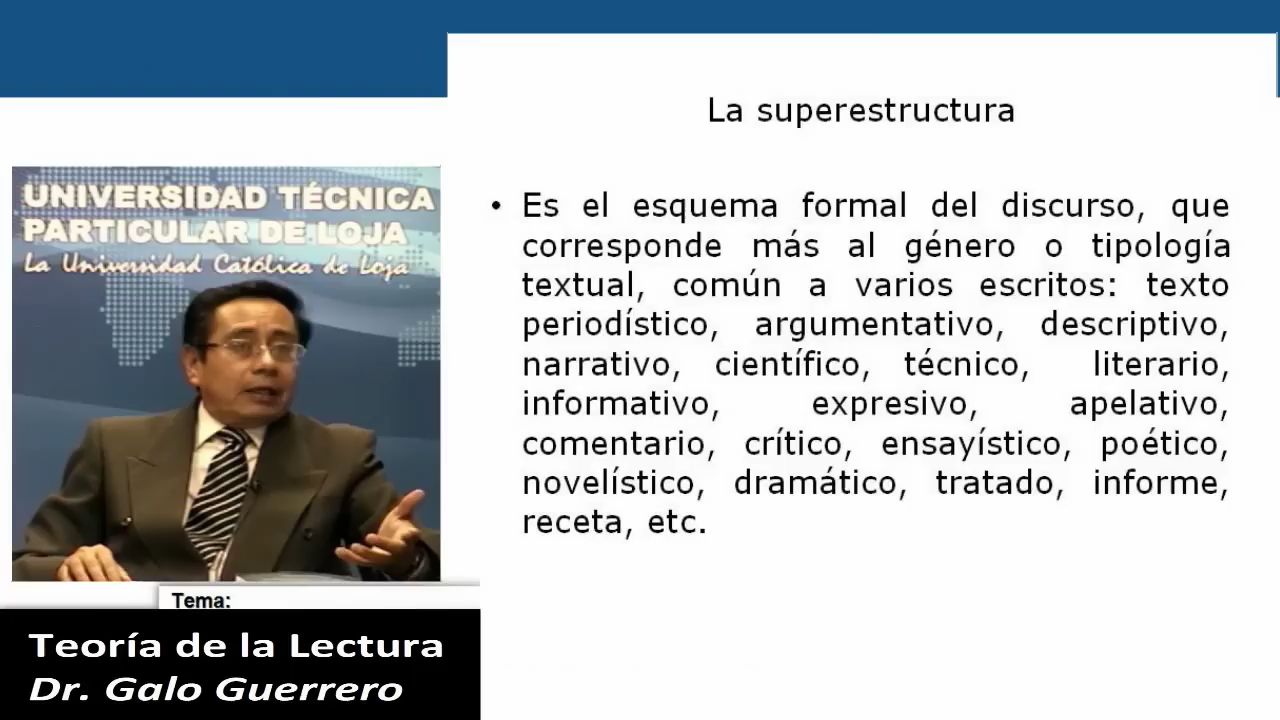 La superestructura
UNIVERSIDAD TÉCNICA
PARTICULAR DE LOJA
La Universidad Católica de Loja
• Es el esquema formal del discurso, que
corresponde más al género o tipología
textual, común a varios escritos: texto
periodístico, argumentativo, descriptivo,
narrativo, científico, técnico, literario,
informativo, expresivo, apelativo,
comentario, crítico, ensayístico, poético,
novelístico, dramático, tratado, informe,
receta, etc.
Tema:
Teoría de la Lectura
Dr. Galo Guerrero